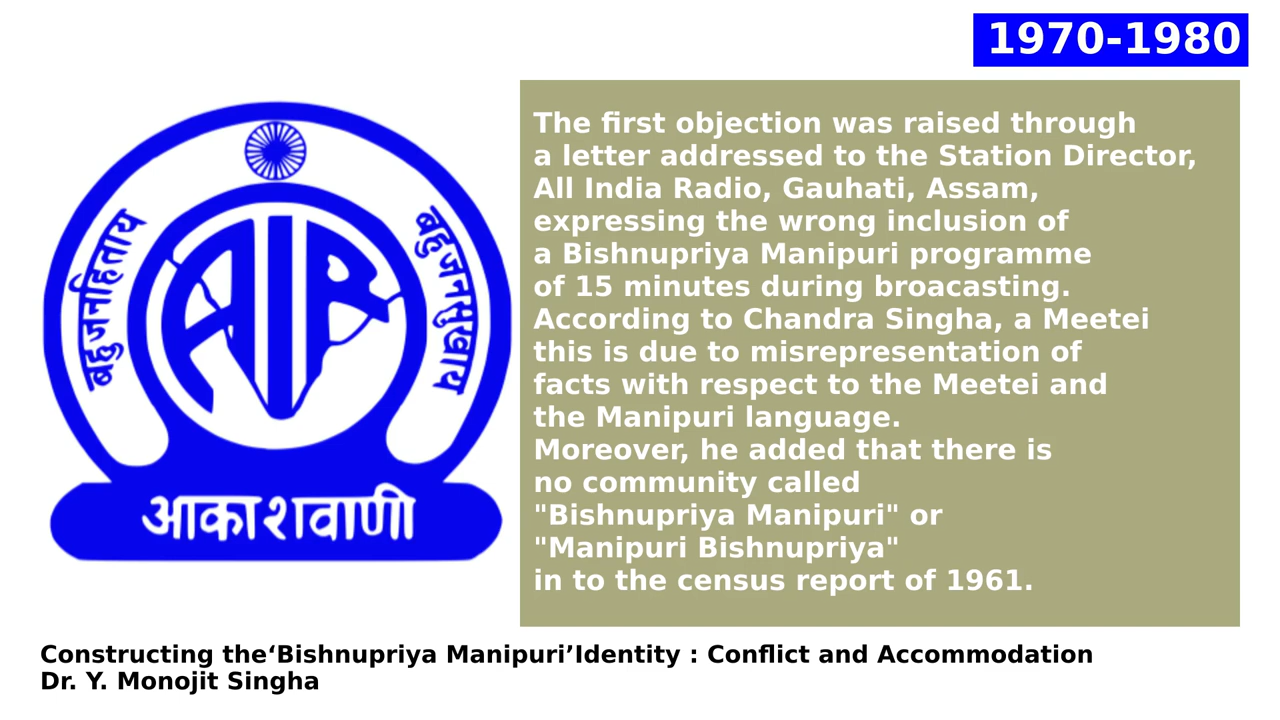 1970-1980
बहुजनहिताय
बहुजनसुखाय
AIR
आकाशवाणी
The first objection was raised through
a letter addressed to the Station Director,
All India Radio, Gauhati, Assam,
expressing the wrong inclusion of
a Bishnupriya Manipuri programme
of 15 minutes during broacasting.
According to Chandra Singha, a Meetei
this is due to misrepresentation of
facts with respect to the Meetei and
the Manipuri language.
Moreover, he added that there is
no community called
"Bishnupriya Manipuri" or
"Manipuri Bishnupriya"
in to the census report of 1961.
Constructing the‘Bishnupriya Manipuri’Identity : Conflict and Accommodation
Dr. Y. Monojit Singha